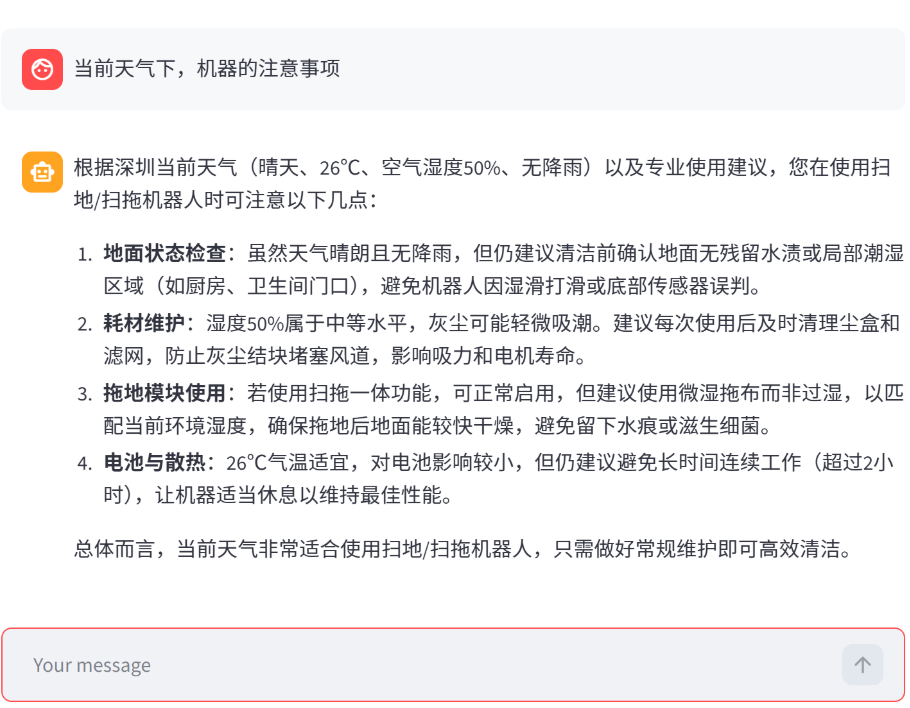 当前天气下，机器的注意事项
根据深圳当前天气（晴天、26℃、空气湿度50%、无降雨）以及专业使用建议，您在使用扫
地/扫拖机器人时可注意以下几点：
1. 地面状态检查：虽然天气晴朗且无降雨，但仍建议清洁前确认地面无残留水渍或局部潮湿
区域（如厨房、卫生间门口），避免机器人因湿滑打滑或底部传感器误判。
2. 耗材维护：湿度50%属于中等水平，灰尘可能轻微吸潮。建议每次使用后及时清理尘盒和
滤网，防止灰尘结块堵塞风道，影响吸力和电机寿命。
3. 拖地模块使用：若使用扫拖一体功能，可正常启用，但建议使用微湿拖布而非过湿，以匹
配当前环境湿度，确保拖地后地面能较快干燥，避免留下水痕或滋生细菌。
4. 电池与散热：26℃气温适宜，对电池影响较小，但仍建议避免长时间连续工作（超过2小
时），让机器适当休息以维持最佳性能。
总体而言，当前天气非常适合使用扫地/扫拖机器人，只需做好常规维护即可高效清洁。
Your message